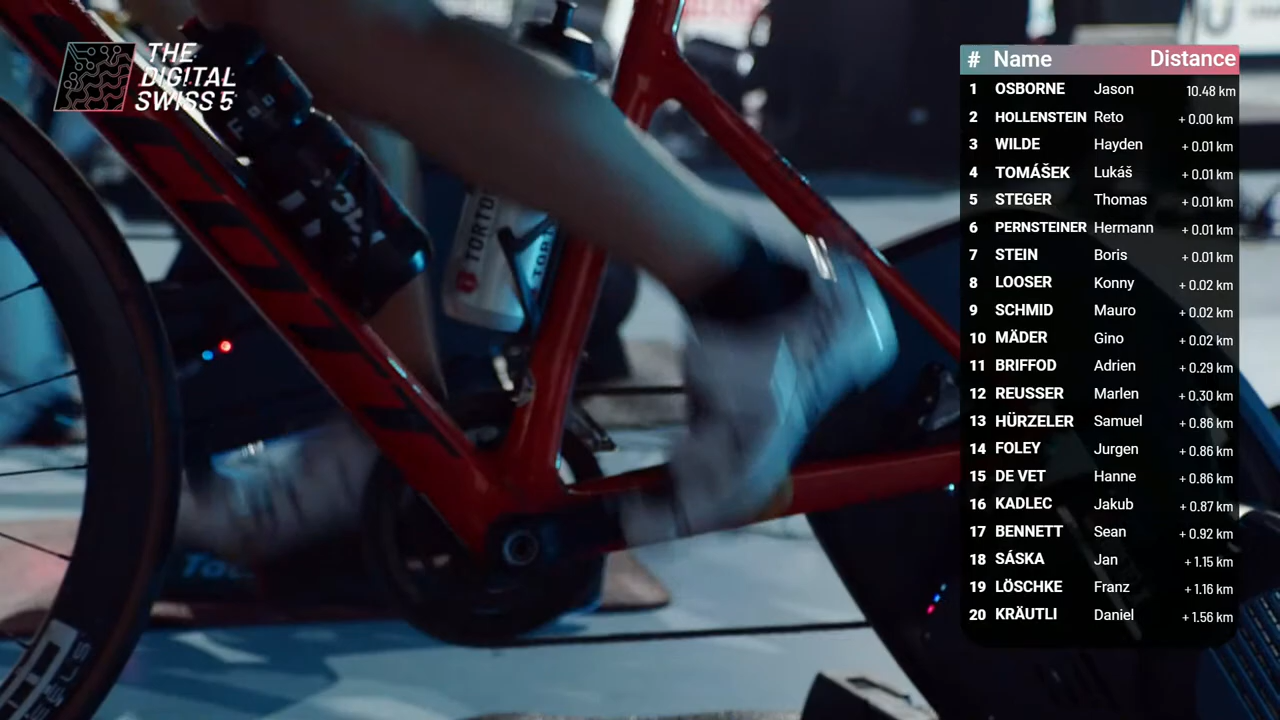 THE
DIGITAL
SWISS 5
# Name Distance
1 OSBORNE Jason 10.48 km
2 HOLLENSTEIN Reto + 0.00 km
3 WILDE Hayden + 0.01 km
4 TOMÁŠEK Lukáš + 0.01 km
5 STEGER Thomas + 0.01 km
6 PERNSTEINER Hermann + 0.01 km
7 STEIN Boris + 0.01 km
8 LOOSER Konny + 0.02 km
9 SCHMID Mauro + 0.02 km
10 MÄDER Gino + 0.02 km
11 BRIFFOD Adrien + 0.29 km
12 REUSSER Marlen + 0.30 km
13 HÜRZELER Samuel + 0.86 km
14 FOLEY Jurgen + 0.86 km
15 DE VET Hanne + 0.86 km
16 KADLEC Jakub + 0.87 km
17 BENNETT Sean + 0.92 km
18 SÁSKA Jan + 1.15 km
19 LÖSCHKE Franz + 1.16 km
20 KRÄUTLI Daniel + 1.56 km